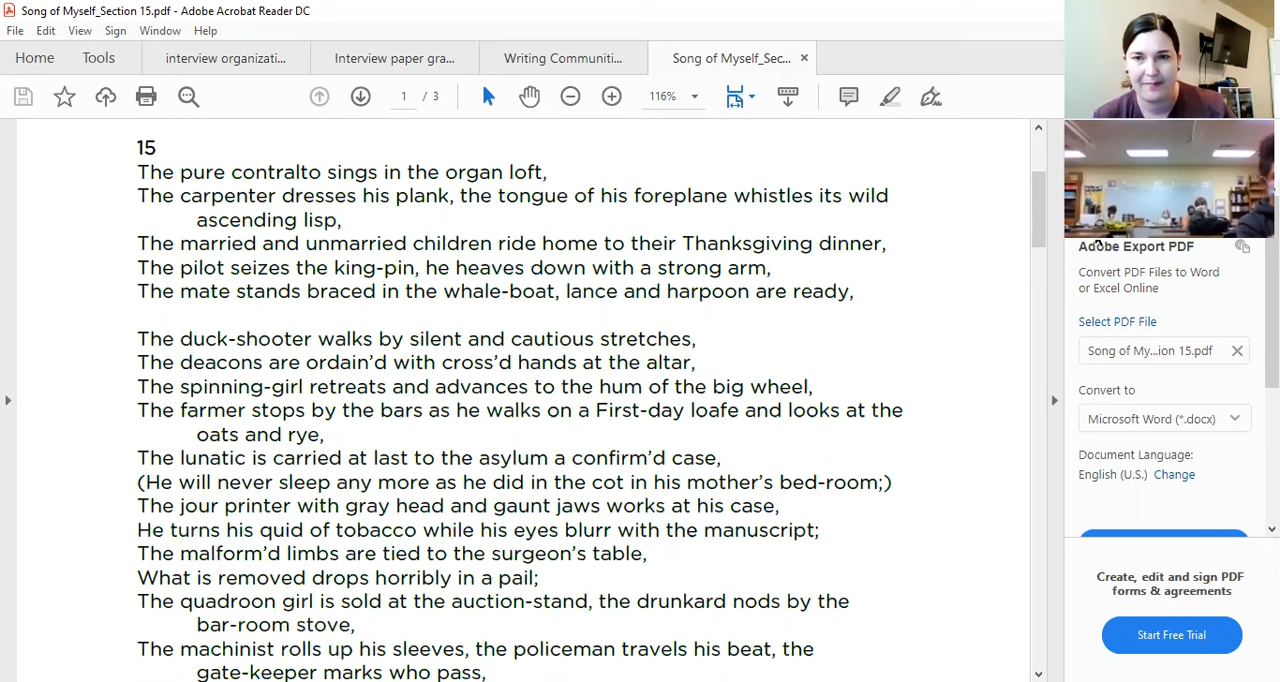 Song of Myself_Section 15.pdf - Adobe Acrobat Reader DC
File Edit View Sign Window Help
Home Tools interview organizati... Interview paper gra... Writing Communiti... Song of Myself_Sec... ×
1 / 3 116%
15
The pure contralto sings in the organ loft,
The carpenter dresses his plank, the tongue of his foreplane whistles its wild
ascending lisp,
The married and unmarried children ride home to their Thanksgiving dinner,
The pilot seizes the king-pin, he heaves down with a strong arm,
The mate stands braced in the whale-boat, lance and harpoon are ready,
The duck-shooter walks by silent and cautious stretches,
The deacons are ordain’d with cross’d hands at the altar,
The spinning-girl retreats and advances to the hum of the big wheel,
The farmer stops by the bars as he walks on a First-day loafe and looks at the
oats and rye,
The lunatic is carried at last to the asylum a confirm’d case,
(He will never sleep any more as he did in the cot in his mother’s bed-room;)
The jour printer with gray head and gaunt jaws works at his case,
He turns his quid of tobacco while his eyes blurr with the manuscript;
The malform’d limbs are tied to the surgeon’s table,
What is removed drops horribly in a pail;
The quadroon girl is sold at the auction-stand, the drunkard nods by the
bar-room stove,
The machinist rolls up his sleeves, the policeman travels his beat, the
gate-keeper marks who pass,
Adobe Export PDF
Convert PDF Files to Word
or Excel Online
Select PDF File
Song of My...ion 15.pdf
Convert to
Microsoft Word (*.docx)
Document Language:
English (U.S.) Change
Create, edit and sign PDF
forms & agreements
Start Free Trial